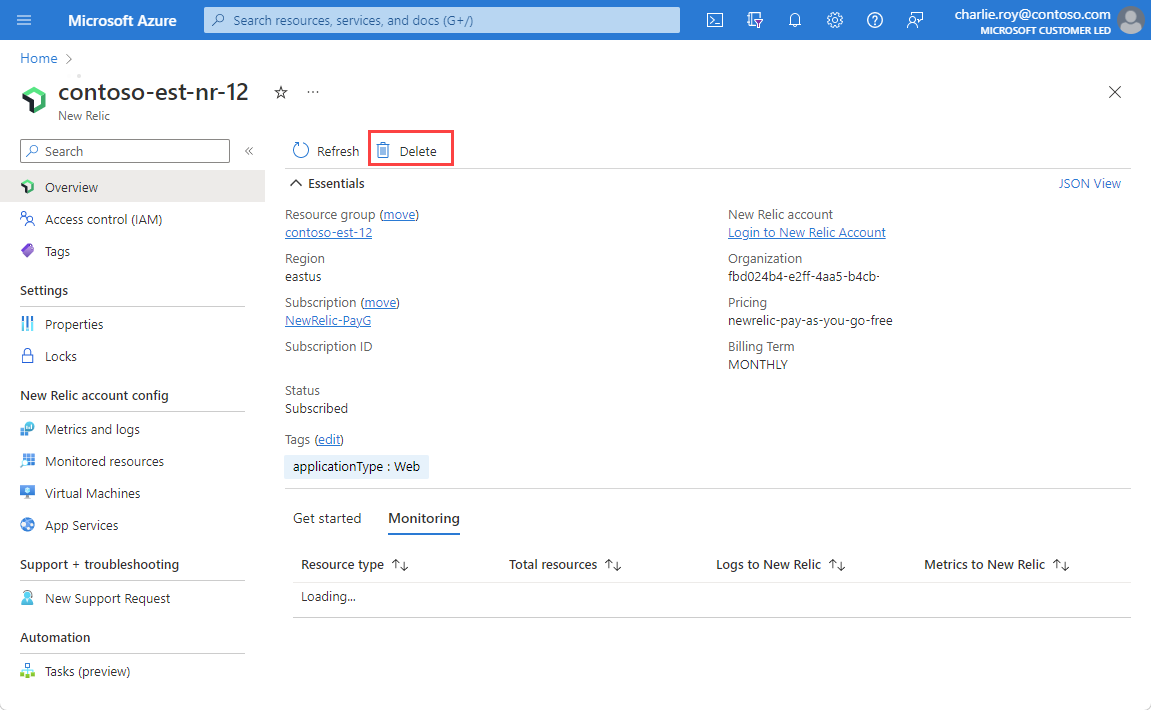 Microsoft Azure
Search resources, services, and docs (G+/)
charlie.roy@contoso.com
MICROSOFT CUSTOMER LED
Home
contoso-est-nr-12
New Relic
Search
Refresh
Delete
Overview
Access control (IAM)
Tags
Settings
Properties
Locks
New Relic account config
Metrics and logs
Monitored resources
Virtual Machines
App Services
Support + troubleshooting
New Support Request
Automation
Tasks (preview)
Essentials
JSON View
Resource group (move)
contoso-est-12
Region
eastus
Subscription (move)
NewRelic-PayG
Subscription ID
Status
Subscribed
Tags (edit)
applicationType : Web
New Relic account
Login to New Relic Account
Organization
fbd024b4-e2ff-4aa5-b4cb-
Pricing
newrelic-pay-as-you-go-free
Billing Term
MONTHLY
Get started
Monitoring
Resource type
Total resources
Logs to New Relic
Metrics to New Relic
Loading...